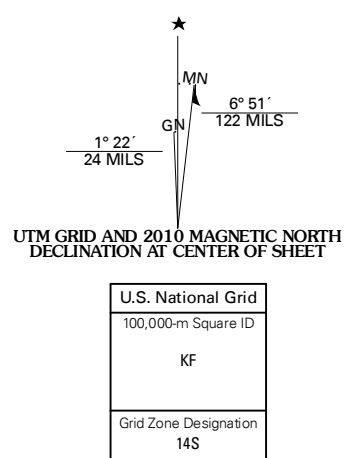 ★
MN
GN
6° 51´
122 MILS
1° 22´
24 MILS
UTM GRID AND 2010 MAGNETIC NORTH
DECLINATION AT CENTER OF SHEET
U.S. National Grid
100,000-m Square ID
KF
Grid Zone Designation
14S